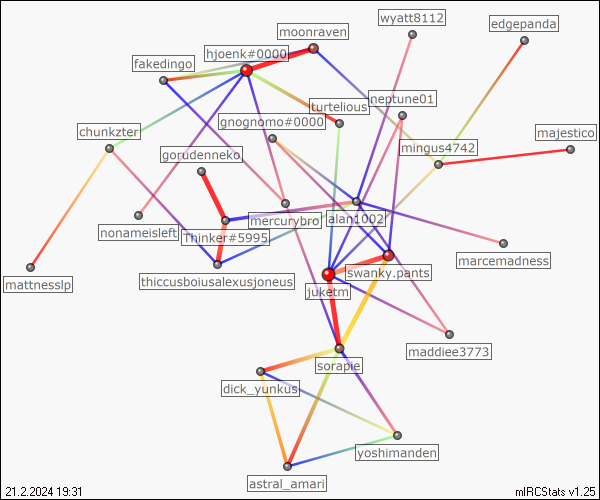 wyatt8112
edgepanda
moonraven
hjoenk#0000
fakedingo
neptune01
turtelious
gnognomo#0000
chunkzter
majestico
mingus4742
gorudenneko
mercurybro
alan1002
nonameisleft
Thinker#5995
marcemadness
swanky.pants
mattnesslp
thiccusboiusalexusjoneus
juketm
maddiee3773
sorapie
dick_yunkus
yoshimanden
astral_amari
21.2.2024 19:31
mIRCStats v1.25